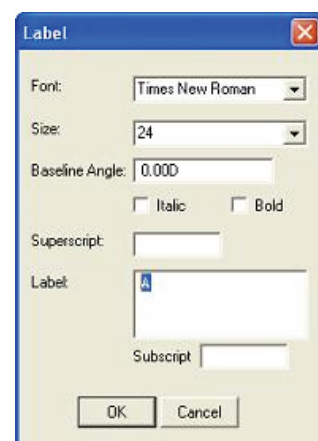 Label
Font: Times New Roman
Size: 24
Baseline Angle: 0.00D
Italic Bold
Superscript:
Label: A
Subscript
OK Cancel